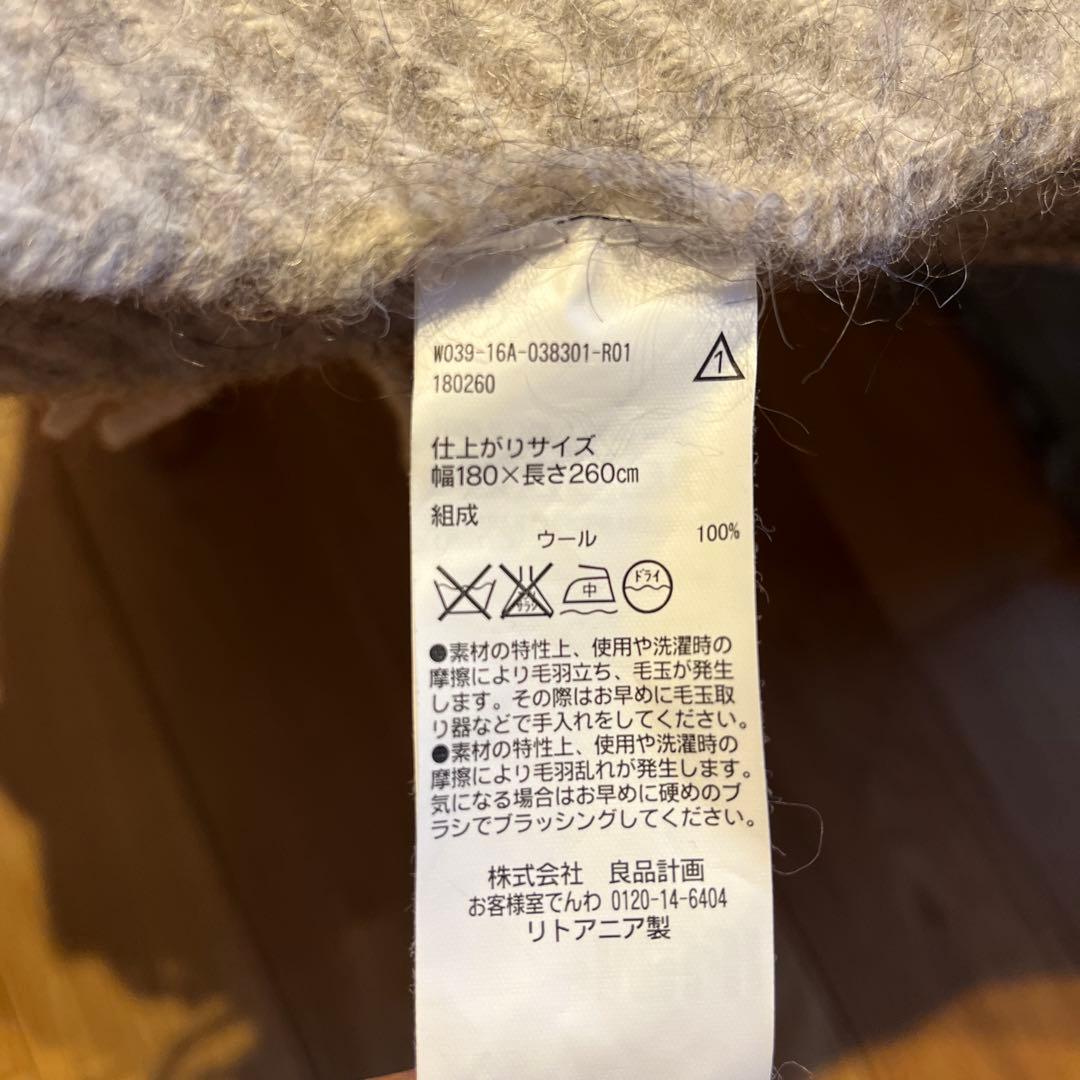 W039-16A-038301-R01
180260
1
仕上がりサイズ
幅180×長さ260㎝
組成
ウール 100%
サラシ 中 ドライ
●素材の特性上、使用や洗濯時の
摩擦により毛羽立ち、毛玉が発生
します。その際はお早めに毛玉取
り器などで手入れをしてください。
●素材の特性上、使用や洗濯時の
摩擦により毛羽乱れが発生します。
気になる場合はお早めに硬めのブ
ラシでブラッシングしてください。
株式会社 良品計画
お客様室でんわ 0120-14-6404
リトアニア製